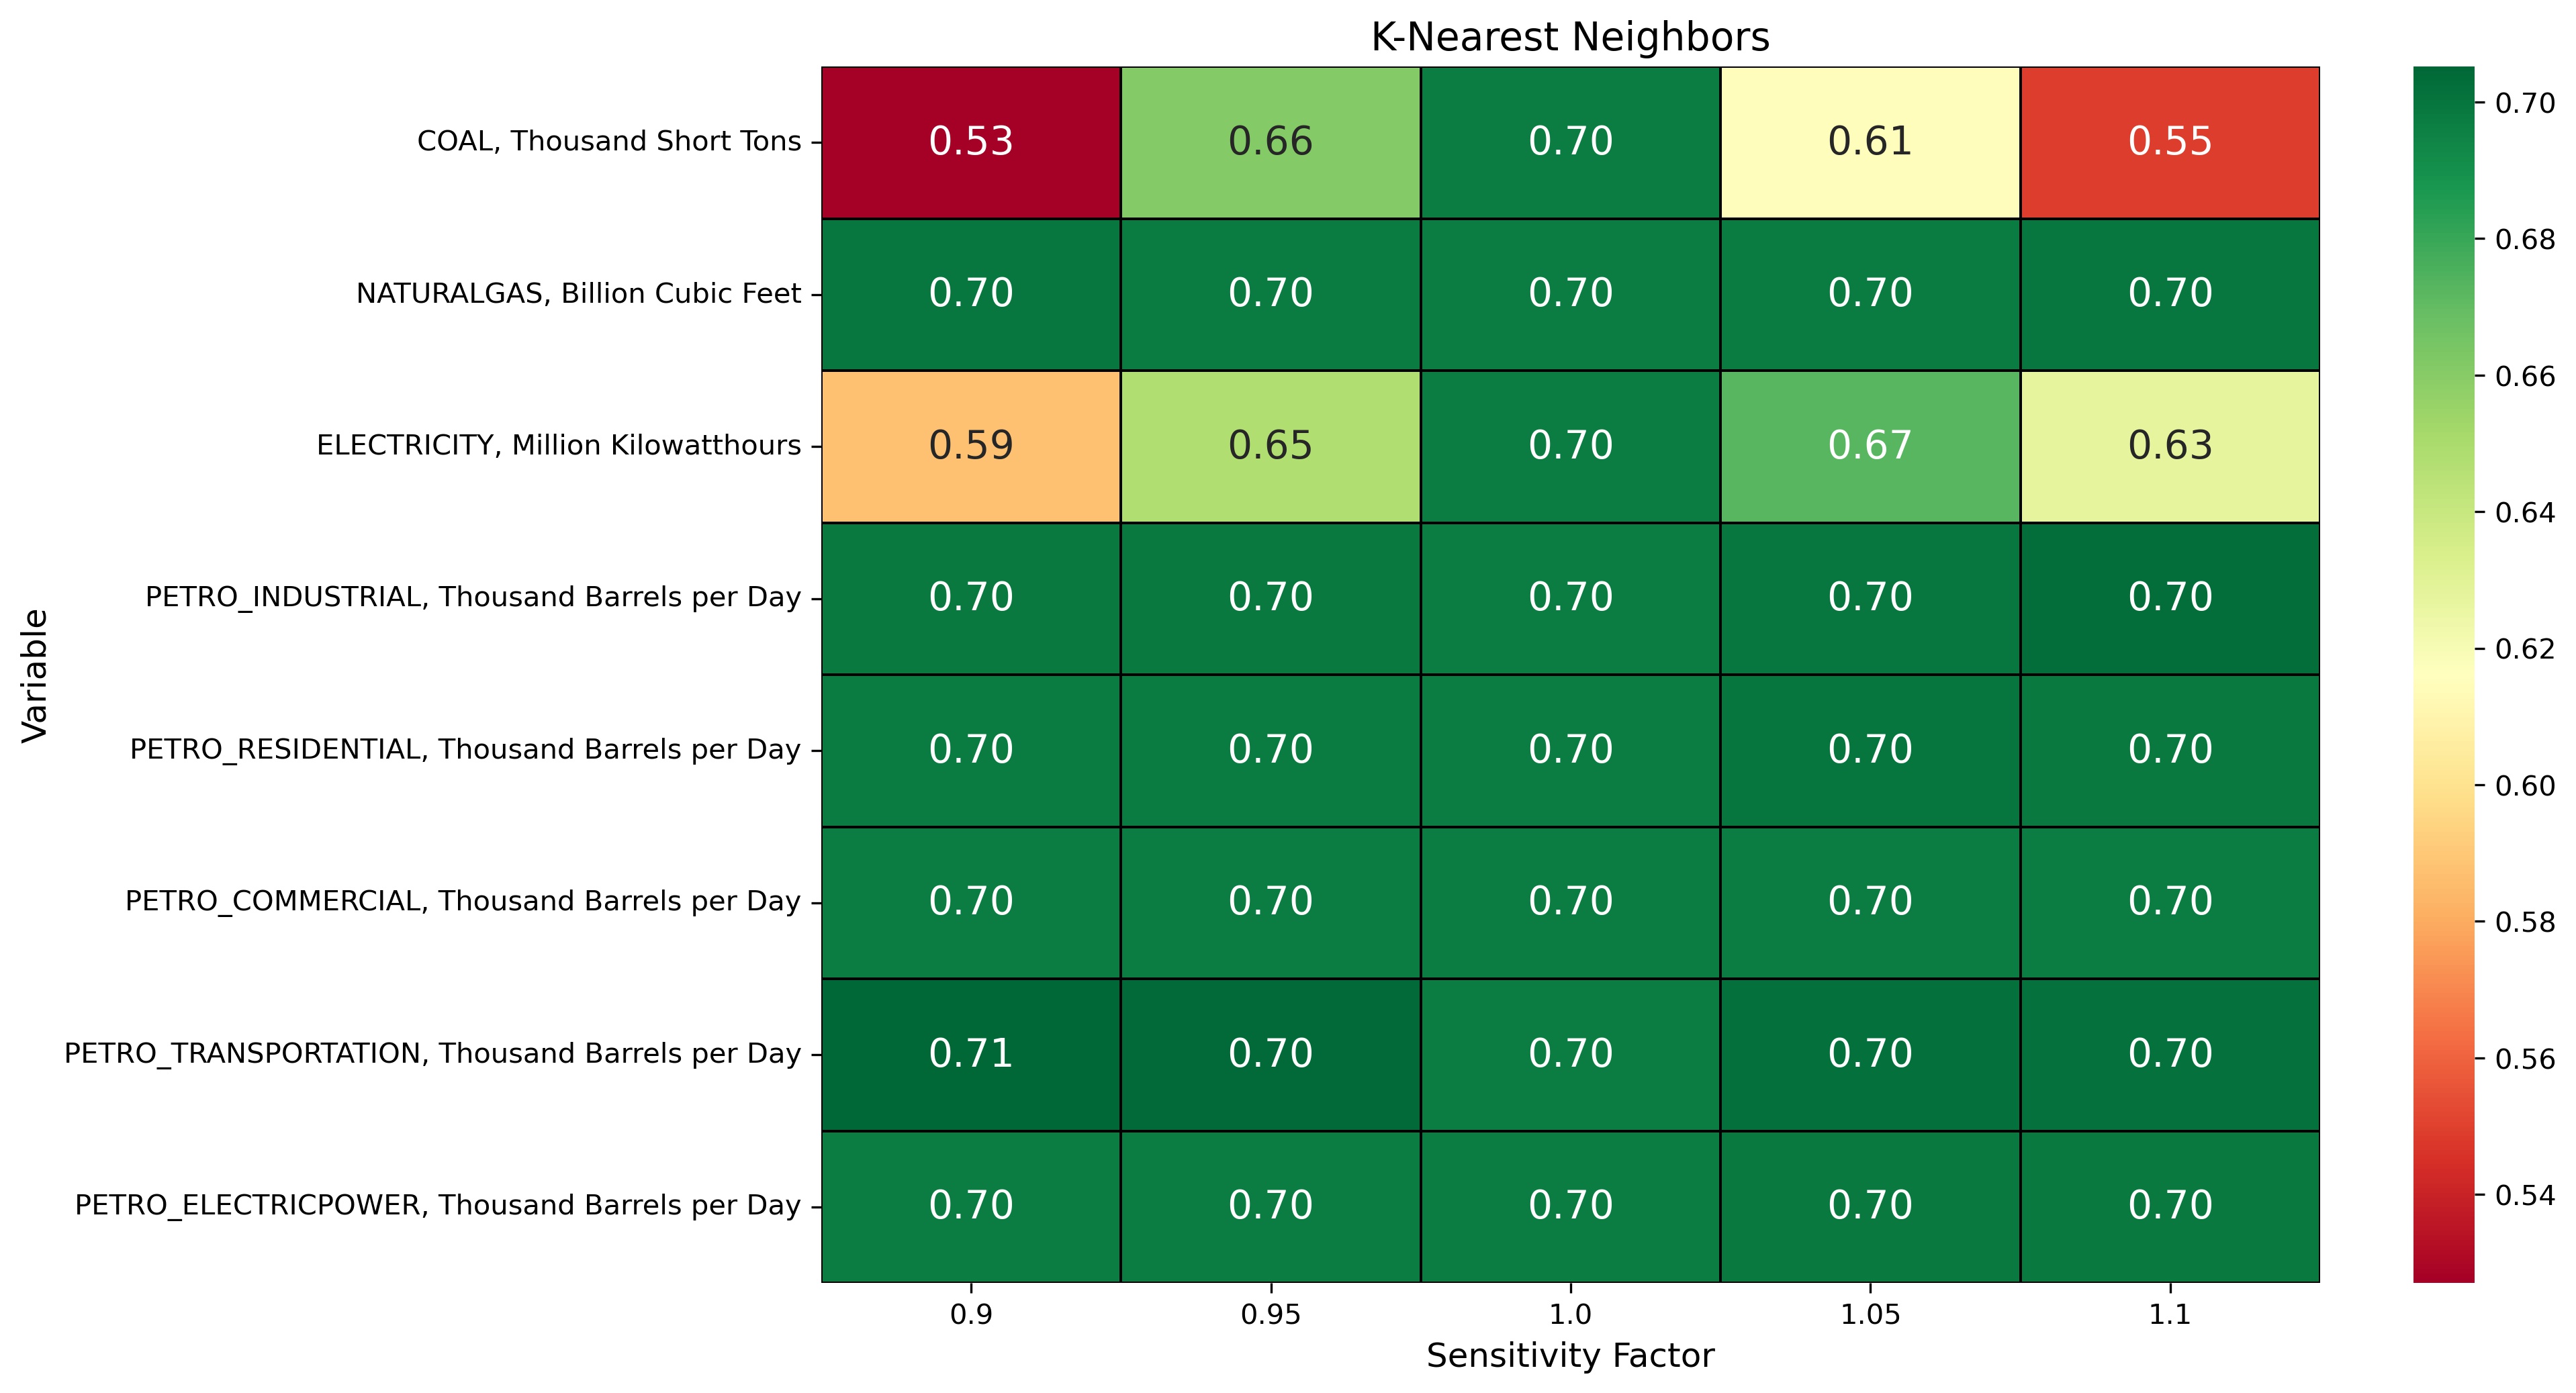 K-Nearest Neighbors
Variable
COAL, Thousand Short Tons 0.53 0.66 0.70 0.61 0.55
NATURALGAS, Billion Cubic Feet 0.70 0.70 0.70 0.70 0.70
ELECTRICITY, Million Kilowatthours 0.59 0.65 0.70 0.67 0.63
PETRO_INDUSTRIAL, Thousand Barrels per Day 0.70 0.70 0.70 0.70 0.70
PETRO_RESIDENTIAL, Thousand Barrels per Day 0.70 0.70 0.70 0.70 0.70
PETRO_COMMERCIAL, Thousand Barrels per Day 0.70 0.70 0.70 0.70 0.70
PETRO_TRANSPORTATION, Thousand Barrels per Day 0.71 0.70 0.70 0.70 0.70
PETRO_ELECTRICPOWER, Thousand Barrels per Day 0.70 0.70 0.70 0.70 0.70
0.9 0.95 1.0 1.05 1.1
Sensitivity Factor
0.70
0.68
0.66
0.64
0.62
0.60
0.58
0.56
0.54